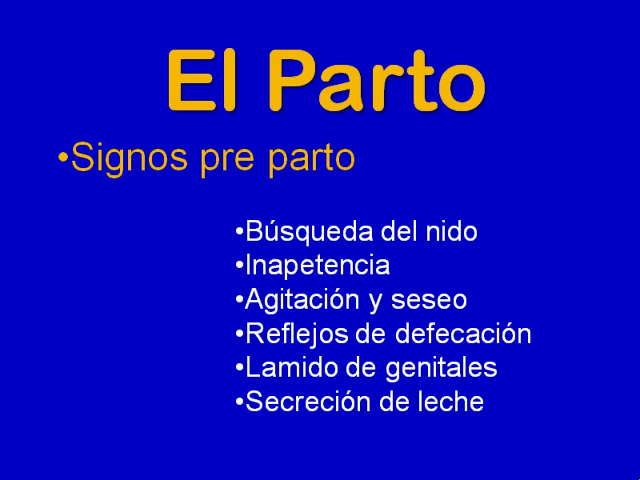 El Parto
•Signos pre parto
•Búsqueda del nido
•Inapetencia
•Agitación y seseo
•Reflejos de defecación
•Lamido de genitales
•Secreción de leche